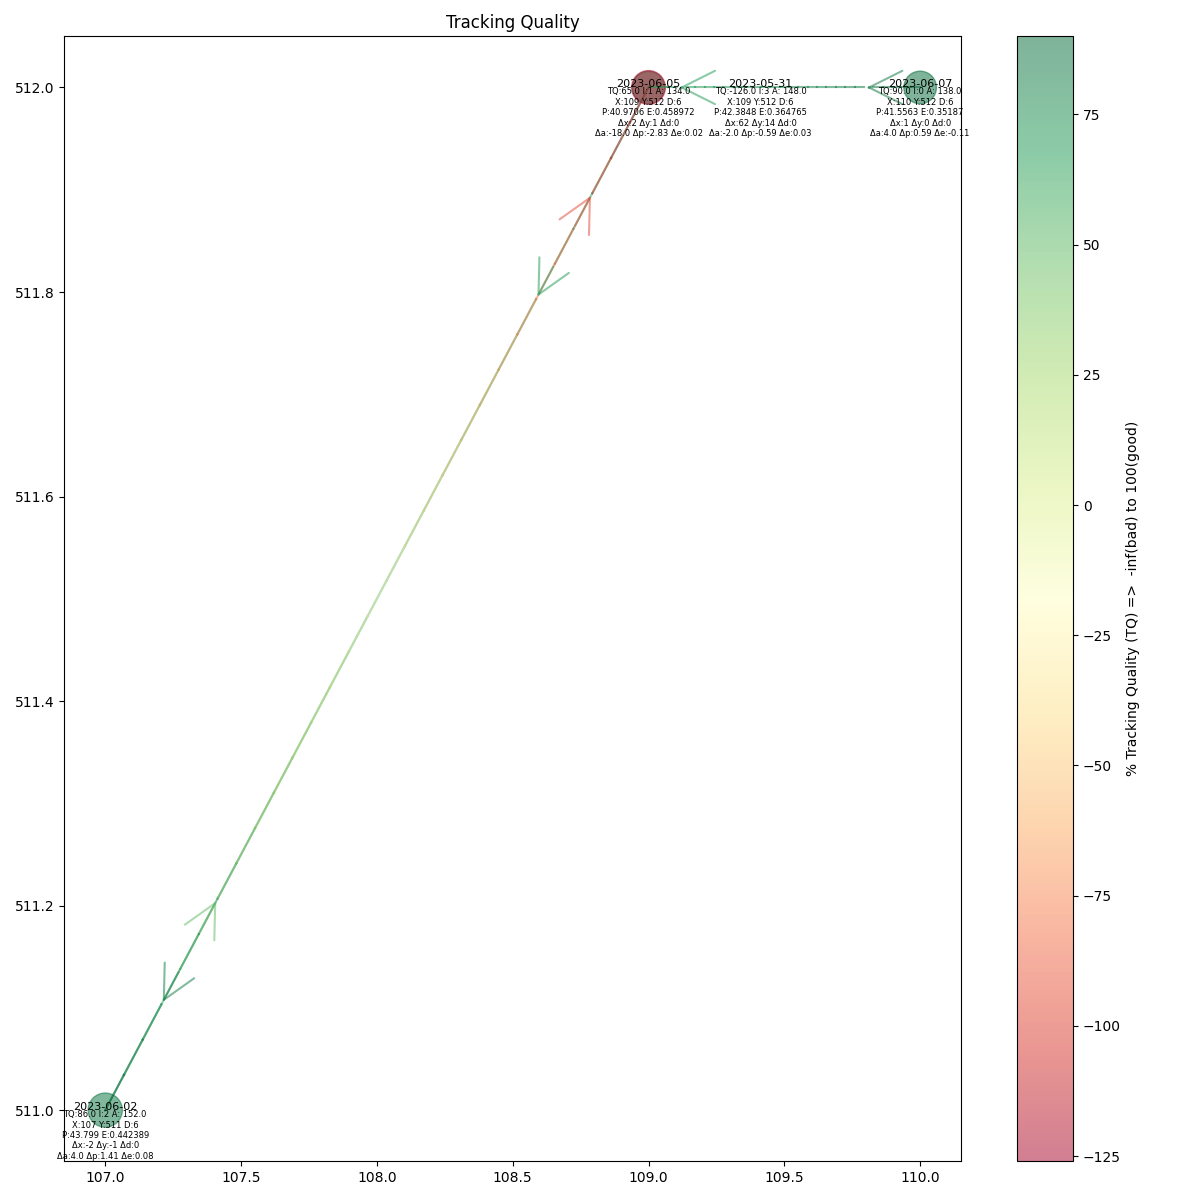 Tracking Quality
512.0
511.8
511.6
511.4
511.2
511.0
107.0
107.5
108.0
108.5
109.0
109.5
110.0
2023-06-05
TQ:65.0 I:1 A: 134.0
X:109 Y:512 D:6
P:40.9706 E:0.458972
Δx:2 Δy:1 Δd:0
Δa:-18.0 Δp:-2.83 Δe:0.02
2023-05-31
TQ:-126.0 I:3 A: 148.0
X:109 Y:512 D:6
P:42.3848 E:0.364765
Δx:62 Δy:14 Δd:0
Δa:-2.0 Δp:-0.59 Δe:0.03
2023-06-07
TQ:90.0 I:0 A: 138.0
X:110 Y:512 D:6
P:41.5563 E:0.35187
Δx:1 Δy:0 Δd:0
Δa:4.0 Δp:0.59 Δe:-0.11
2023-06-02
TQ:86.0 I:2 A: 152.0
X:107 Y:511 D:6
P:43.799 E:0.442389
Δx:-2 Δy:-1 Δd:0
Δa:4.0 Δp:1.41 Δe:0.08
75
50
25
0
−25
−50
−75
−100
−125
% Tracking Quality (TQ) => -inf(bad) to 100(good)